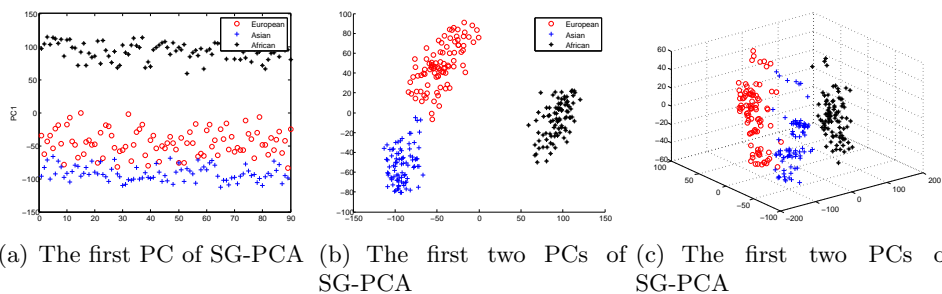 European
Asian
African
150
100
50
0
−50
−100
−150
PC1
0 10 20 30 40 50 60 70 80 90
European
Asian
African
100
80
60
40
20
0
−20
−40
−60
−80
−100
−150 −100 −50 0 50 100 150
60
40
20
0
−20
−40
−60
50
0
−50
−100
−200
−100
0
100
200
(a) The first PC of SG-PCA
(b) The first two PCs of
SG-PCA
(c) The first two PCs of
SG-PCA